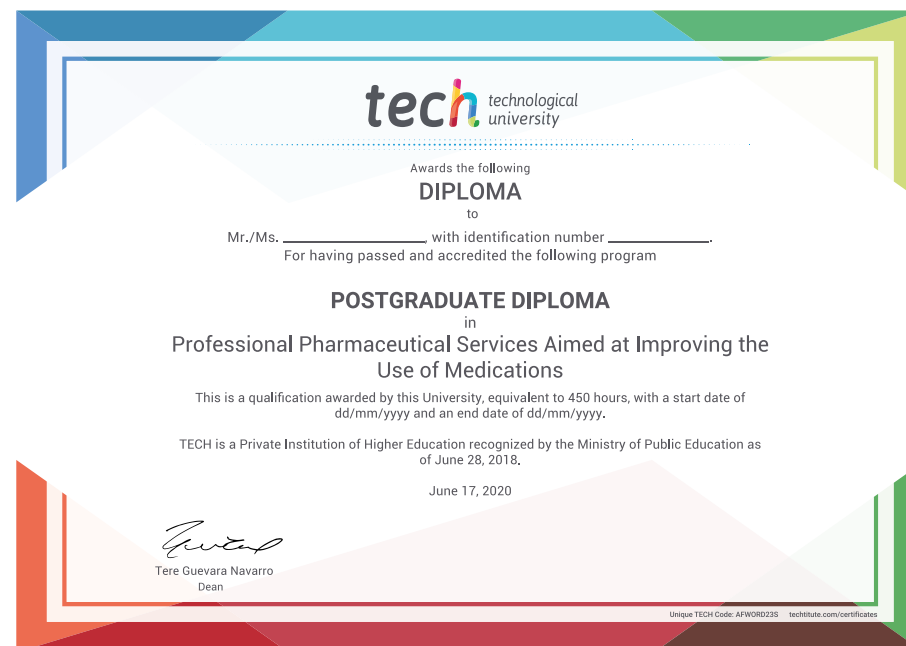 tech technological
university
Awards the following
DIPLOMA
to
Mr./Ms. ____________________, with identification number ______________.
For having passed and accredited the following program
POSTGRADUATE DIPLOMA
in
Professional Pharmaceutical Services Aimed at Improving the
Use of Medications
This is a qualification awarded by this University, equivalent to 450 hours, with a start date of
dd/mm/yyyy and an end date of dd/mm/yyyy.
TECH is a Private Institution of Higher Education recognized by the Ministry of Public Education as
of June 28, 2018.
June 17, 2020
Tere Guevara Navarro
Dean
Unique TECH Code: AFWORD23S techtitute.com/certificates